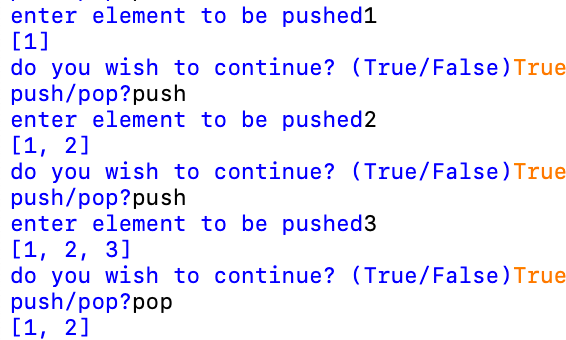 enter element to be pushed1
[1]
do you wish to continue? (True/False)True
push/pop?push
enter element to be pushed2
[1, 2]
do you wish to continue? (True/False)True
push/pop?push
enter element to be pushed3
[1, 2, 3]
do you wish to continue? (True/False)True
push/pop?pop
[1, 2]